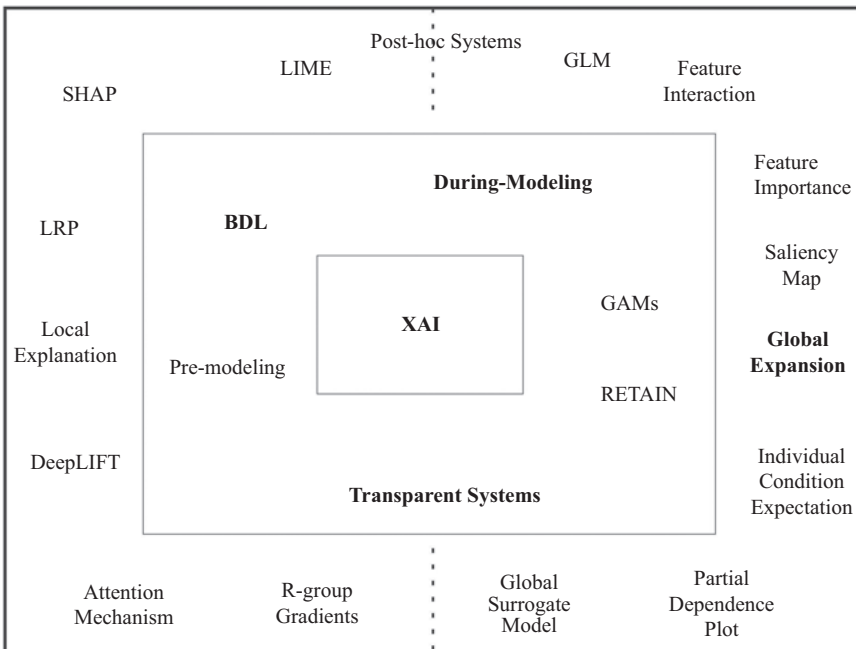 Post-hoc Systems
SHAP
LIME
GLM
Feature
Interaction
During-Modeling
BDL
Feature
Importance
LRP
Saliency
Map
XAI
GAMs
Local
Explanation
Pre-modeling
Global
Expansion
RETAIN
DeepLIFT
Transparent Systems
Individual
Condition
Expectation
Attention
Mechanism
R-group
Gradients
Global
Surrogate
Model
Partial
Dependence
Plot